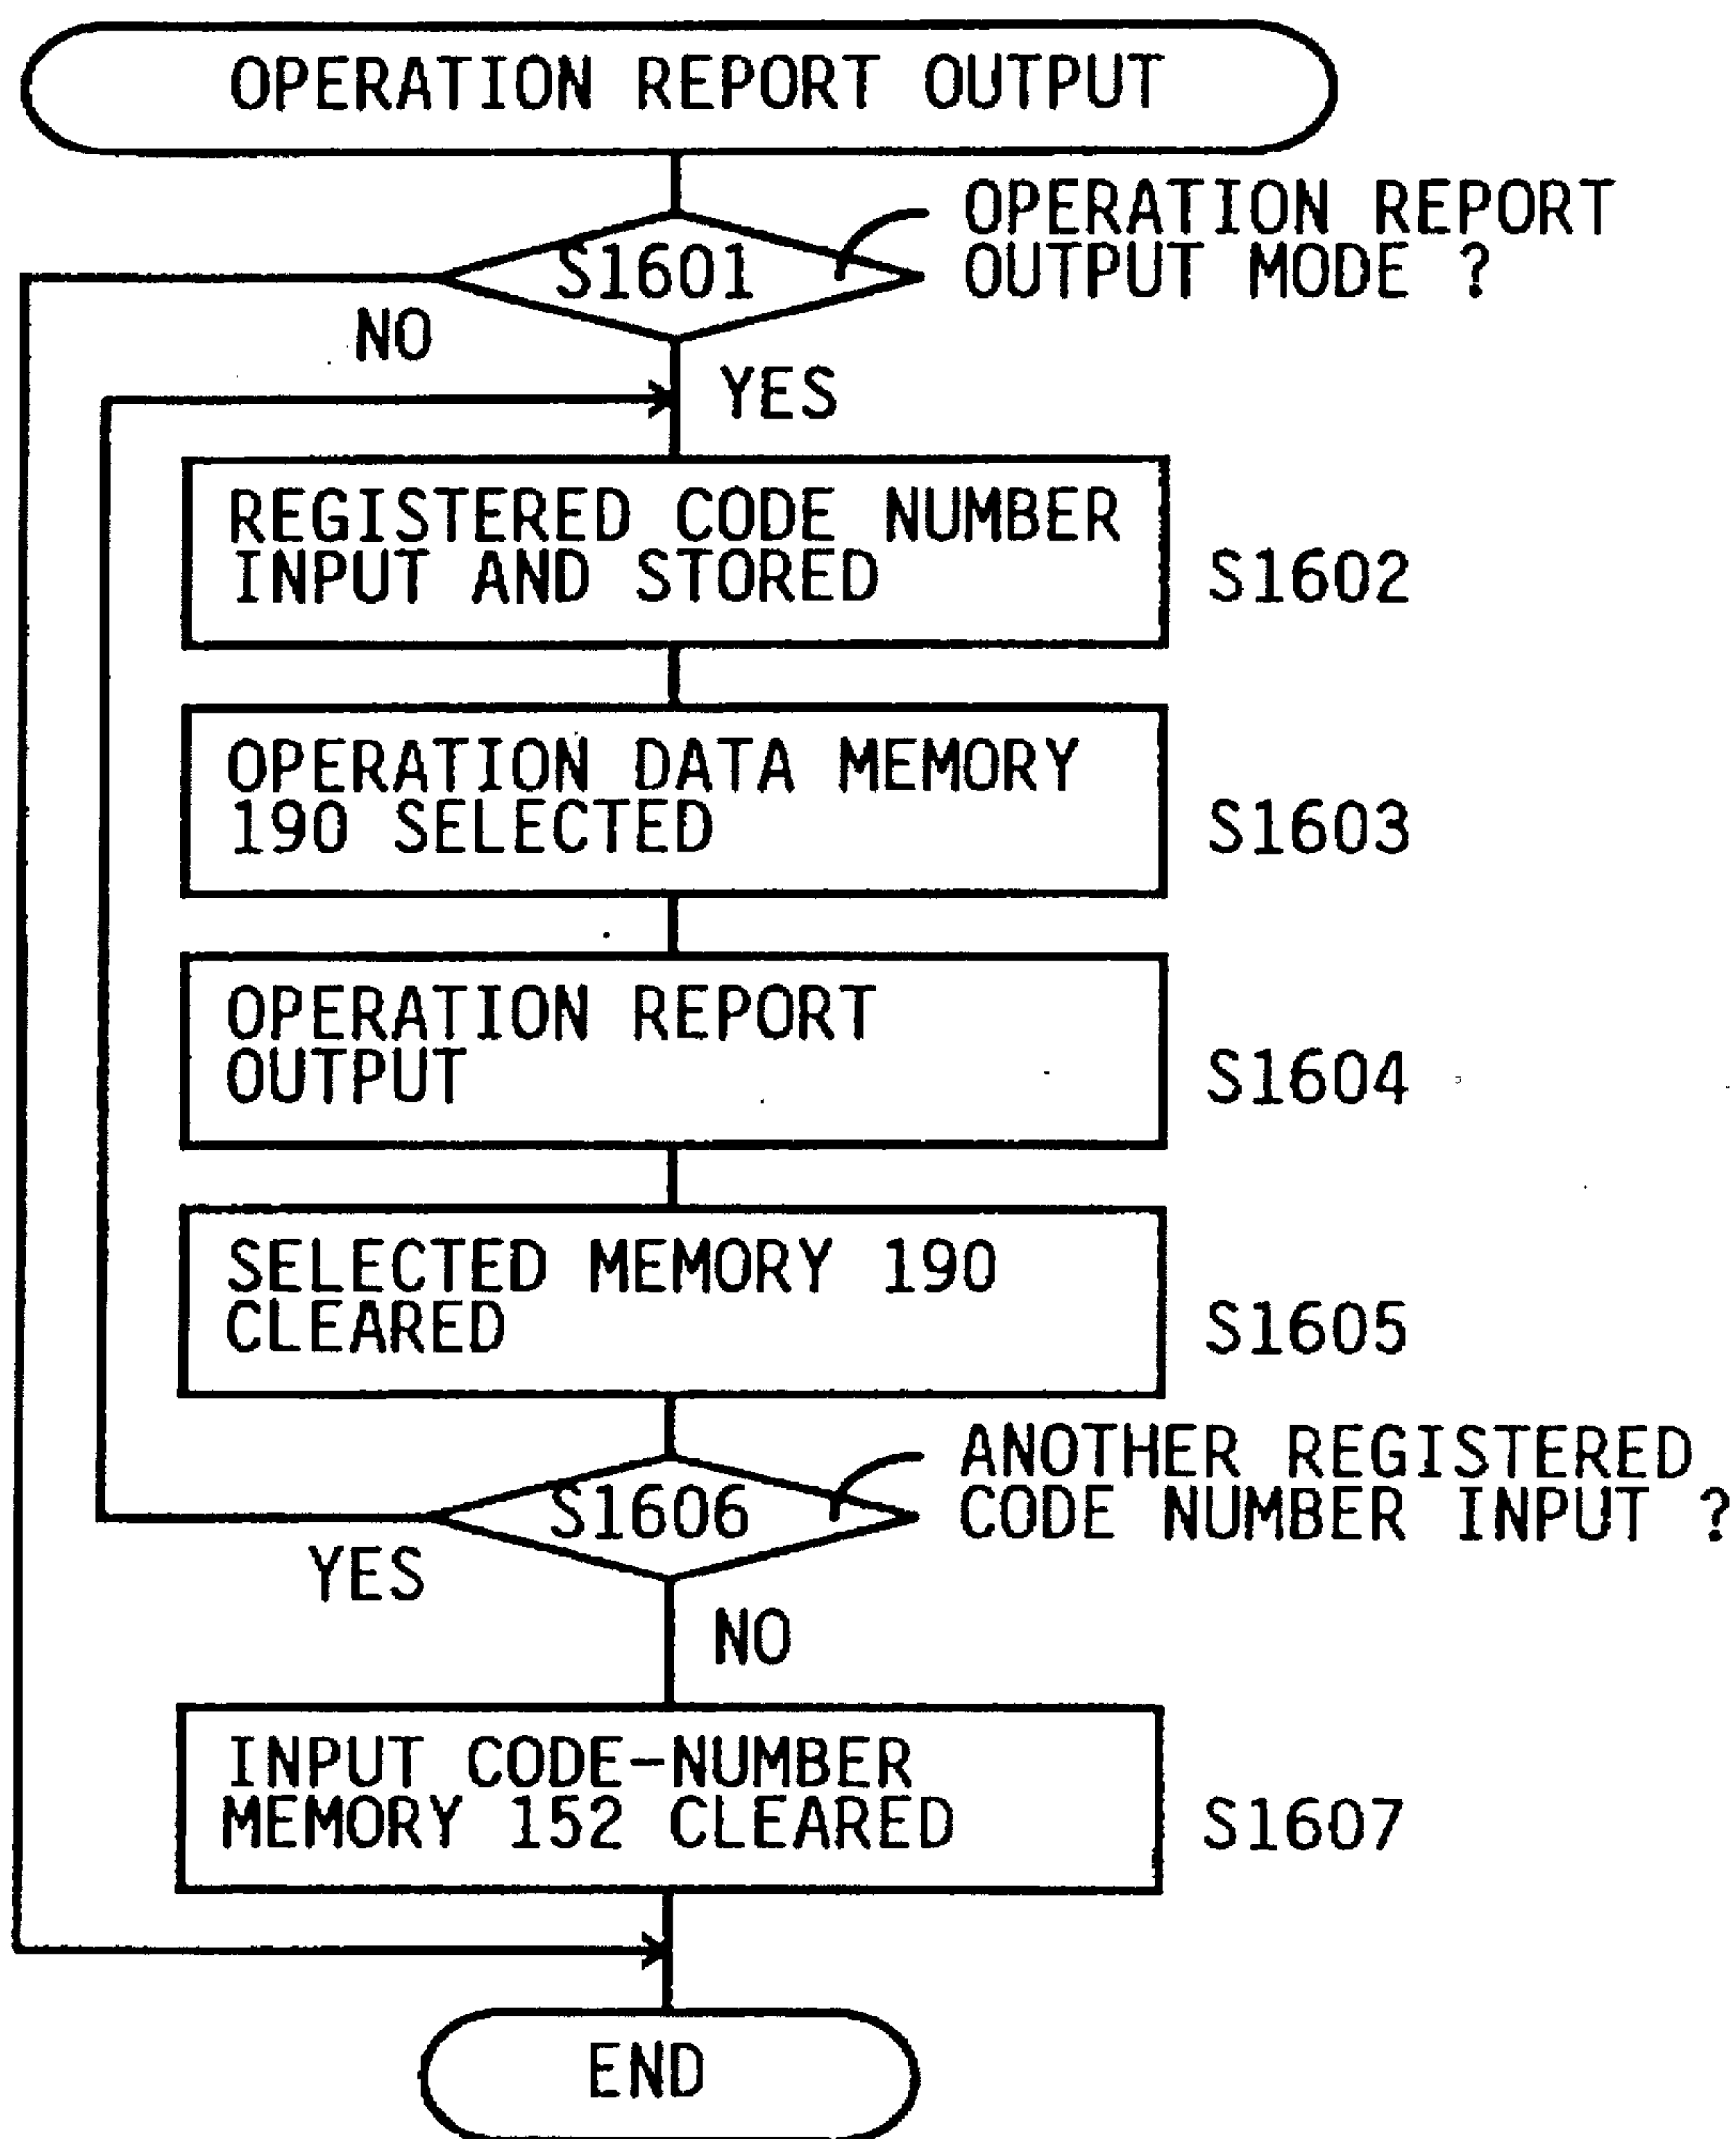 OPERATION REPORT OUTPUT
OPERATION REPORT
OUTPUT MODE ?
S1601
NO
YES
REGISTERED CODE NUMBER
INPUT AND STORED
S1602
OPERATION DATA MEMORY
190 SELECTED
S1603
OPERATION REPORT
OUTPUT
S1604
SELECTED MEMORY 190
CLEARED
S1605
ANOTHER REGISTERED
CODE NUMBER INPUT ?
S1606
YES
NO
INPUT CODE-NUMBER
MEMORY 152 CLEARED
S1607
END